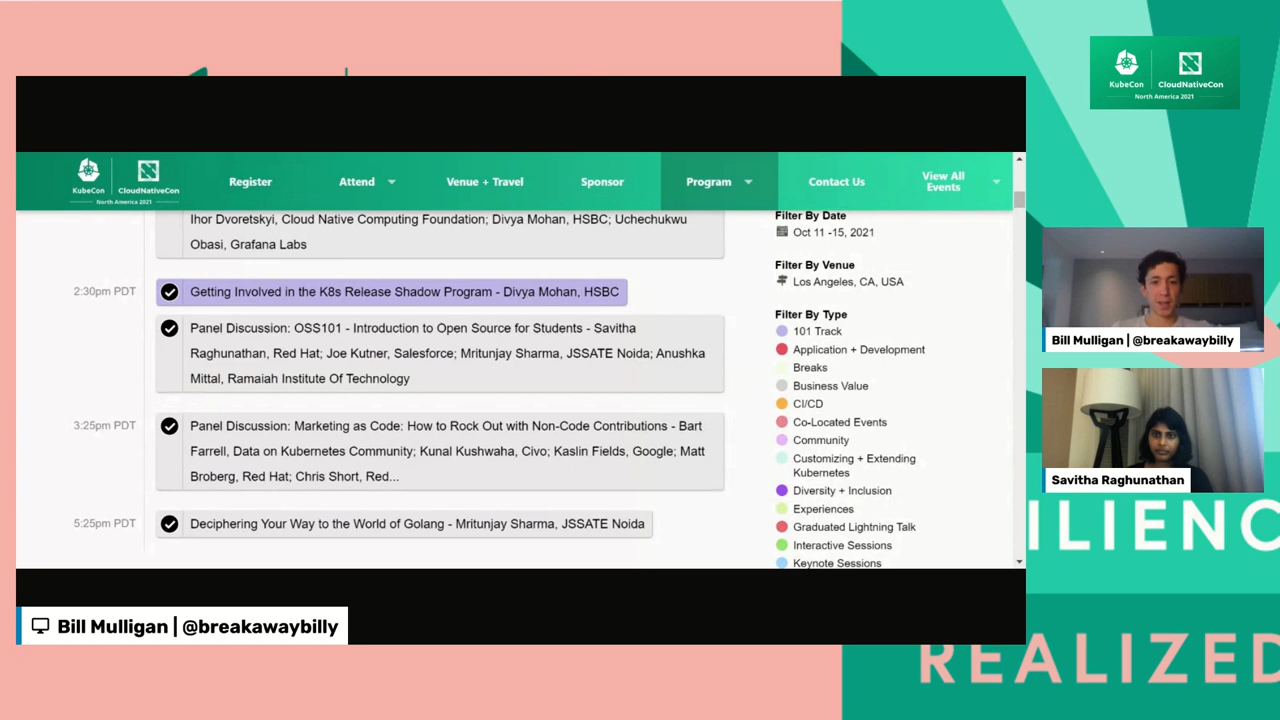 KubeCon
CloudNativeCon
North America 2021
KubeCon
CloudNativeCon
North America 2021
Register
Attend
Venue + Travel
Sponsor
Program
Contact Us
View All
Events
Ihor Dvoretskyi, Cloud Native Computing Foundation; Divya Mohan, HSBC; Uchechukwu
Obasi, Grafana Labs
2:30pm PDT
Getting Involved in the K8s Release Shadow Program - Divya Mohan, HSBC
Panel Discussion: OSS101 - Introduction to Open Source for Students - Savitha
Raghunathan, Red Hat; Joe Kutner, Salesforce; Mritunjay Sharma, JSSATE Noida; Anushka
Mittal, Ramaiah Institute Of Technology
3:25pm PDT
Panel Discussion: Marketing as Code: How to Rock Out with Non-Code Contributions - Bart
Farrell, Data on Kubernetes Community; Kunal Kushwaha, Civo; Kaslin Fields, Google; Matt
Broberg, Red Hat; Chris Short, Red...
5:25pm PDT
Deciphering Your Way to the World of Golang - Mritunjay Sharma, JSSATE Noida
Filter By Date
Oct 11 -15, 2021
Filter By Venue
Los Angeles, CA, USA
Filter By Type
101 Track
Application + Development
Breaks
Business Value
CI/CD
Co-Located Events
Community
Customizing + Extending
Kubernetes
Diversity + Inclusion
Experiences
Graduated Lightning Talk
Interactive Sessions
Keynote Sessions
Bill Mulligan | @breakawaybilly
Savitha Raghunathan
ILIENC
REALIZED
Bill Mulligan | @breakawaybilly